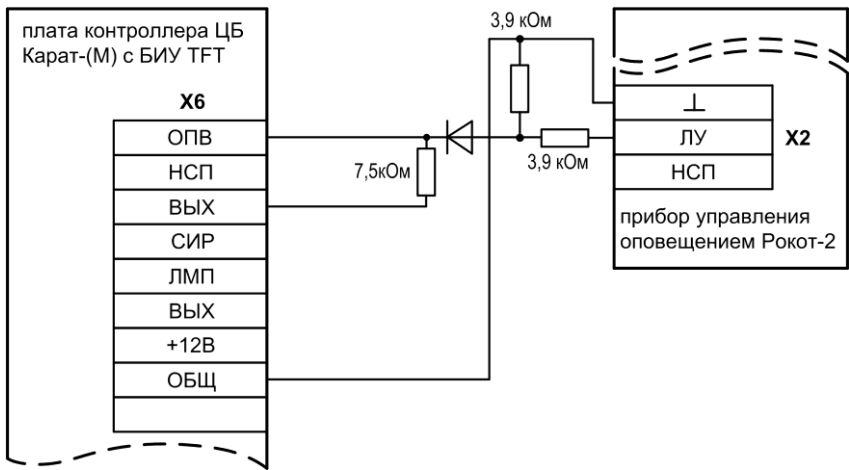 плата контроллера ЦБ
Карат-(М) с БИУ TFT
X6
ОПВ
НСП
ВЫХ
СИР
ЛМП
ВЫХ
+12В
ОБЩ
7,5кОм
3,9 кОм
3,9 кОм
⊥
ЛУ
НСП
X2
прибор управления
оповещением Рокот-2